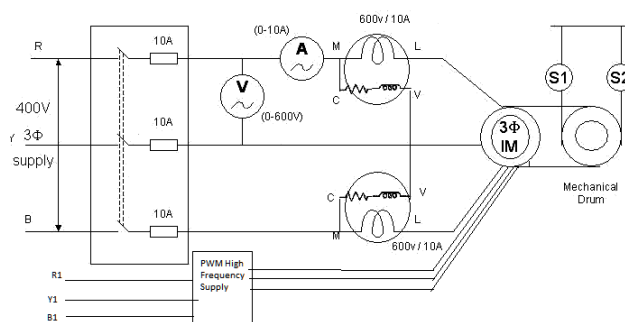 R
10A
(0-10A)
A
M
600v / 10A
L
C
V
V
(0-600V)
400V
Y 3Φ
supply
10A
3Φ
IM
S1
S2
Mechanical
Drum
B
10A
C
V
M
L
600v / 10A
PWM High
Frequency
Supply
R1
Y1
B1